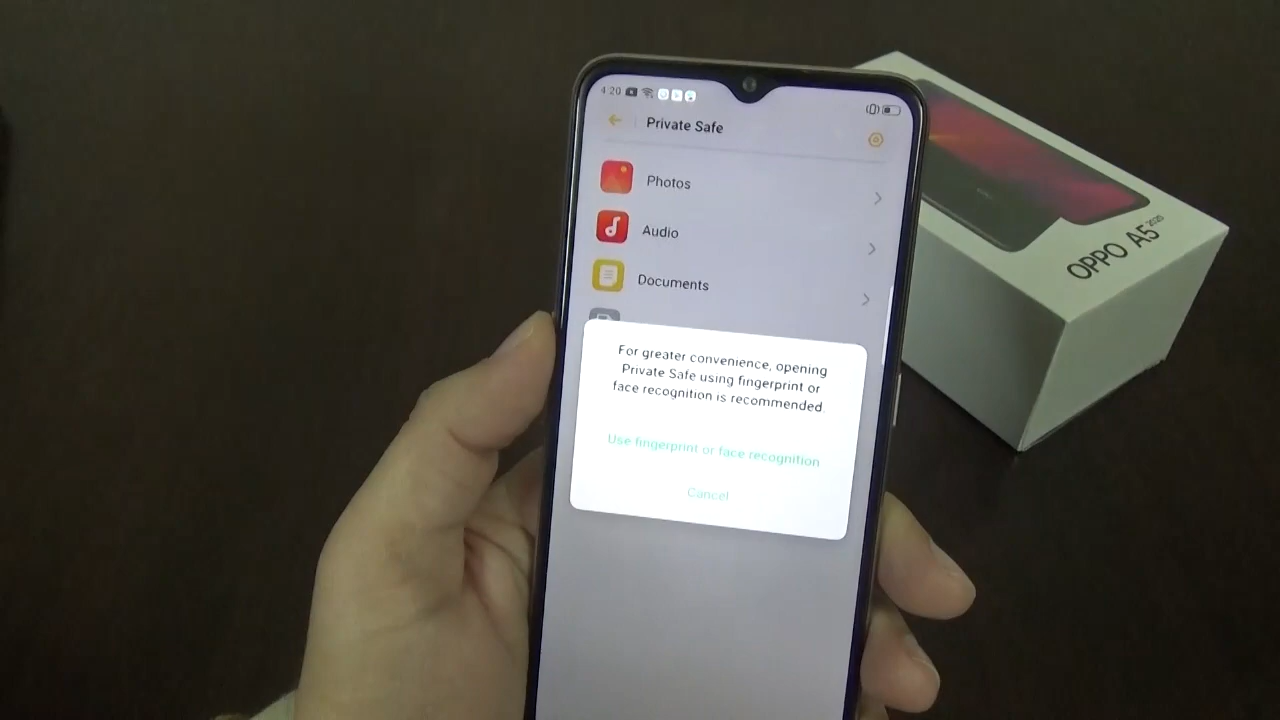 4:20
Private Safe
Photos
Audio
Documents
For greater convenience, opening
Private Safe using fingerprint or
face recognition is recommended.
Use fingerprint or face recognition
Cancel
OPPO A5 2020